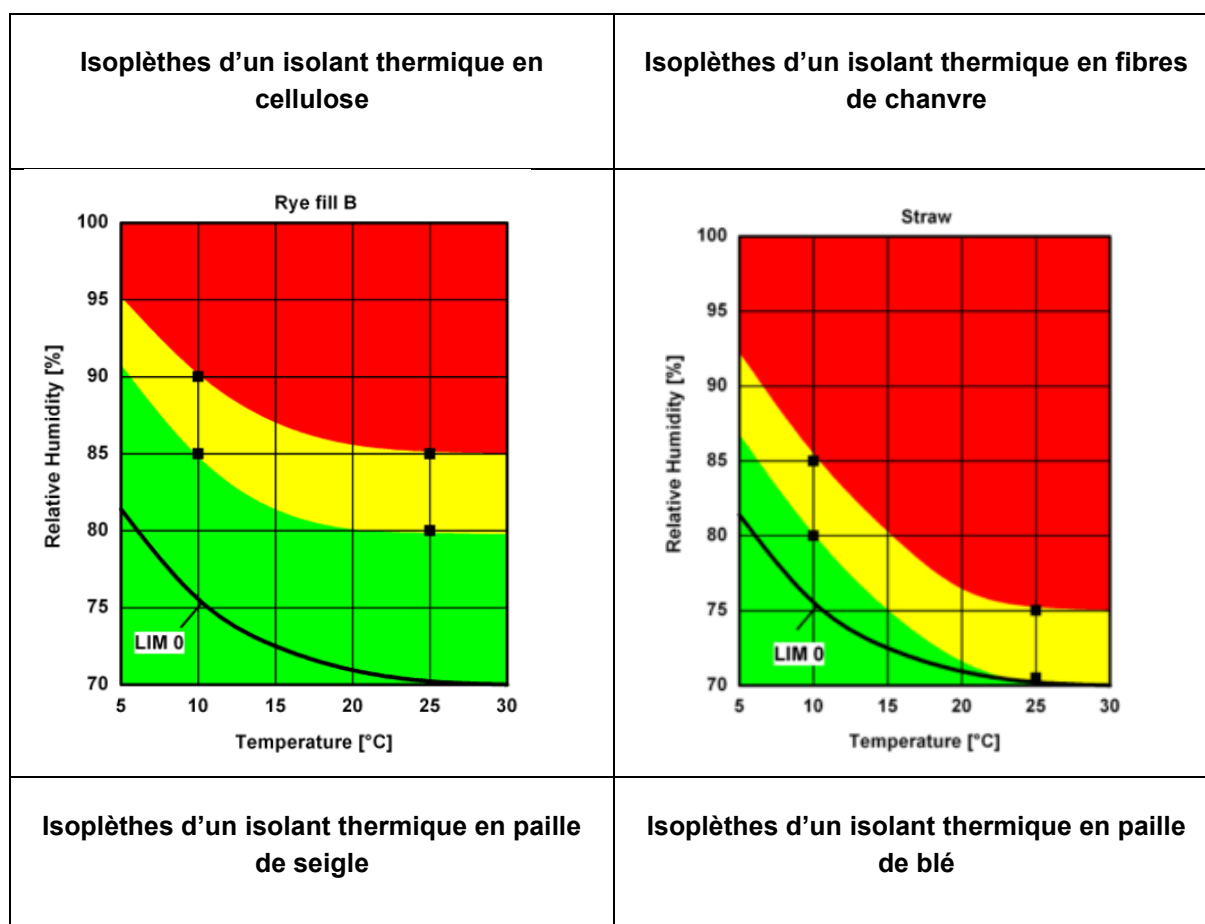 Isoplèthes d’un isolant thermique en
cellulose
Isoplèthes d’un isolant thermique en fibres
de chanvre
Rye fill B
100
95
90
85
80
75
70
Relative Humidity [%]
LIM 0
5 10 15 20 25 30
Temperature [°C]
Straw
100
95
90
85
80
75
70
Relative Humidity [%]
LIM 0
5 10 15 20 25 30
Temperature [°C]
Isoplèthes d’un isolant thermique en paille
de seigle
Isoplèthes d’un isolant thermique en paille
de blé